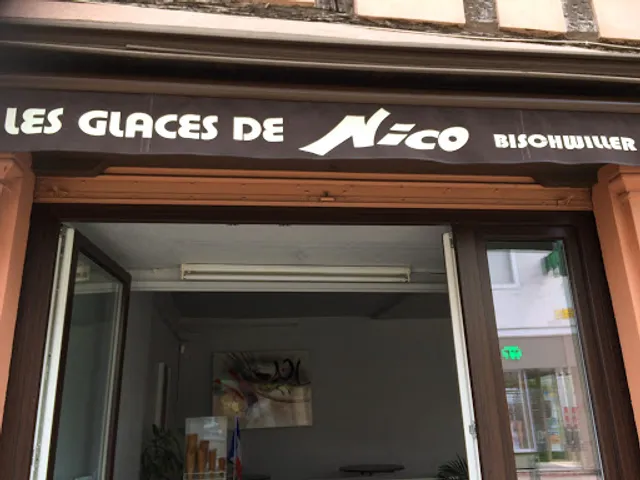 LES GLACES DE Nico BISCHWILLER